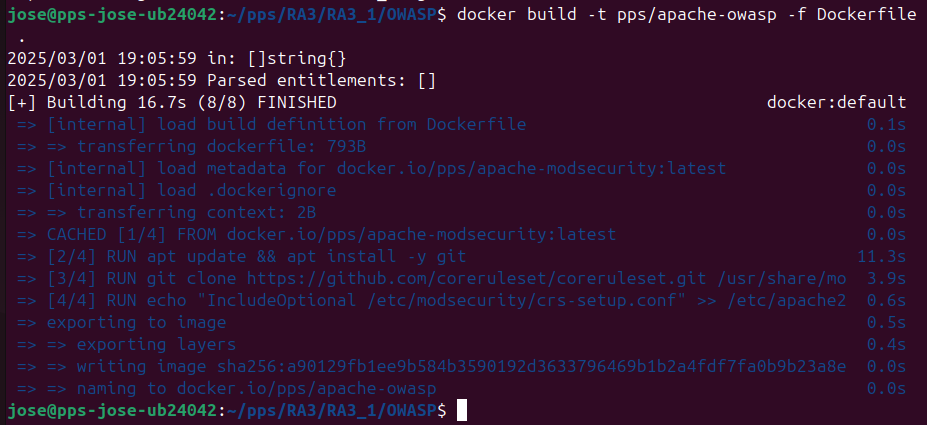 jose@pps-jose-ub24042:~/pps/RA3/RA3_1/OWASP$ docker build -t pps/apache-owasp -f Dockerfile
.
2025/03/01 19:05:59 in: []string{}
2025/03/01 19:05:59 Parsed entitlements: []
[+] Building 16.7s (8/8) FINISHED docker:default
=> [internal] load build definition from Dockerfile 0.1s
=> => transferring dockerfile: 793B 0.0s
=> [internal] load metadata for docker.io/pps/apache-modsecurity:latest 0.0s
=> [internal] load .dockerignore 0.0s
=> => transferring context: 2B 0.0s
=> CACHED [1/4] FROM docker.io/pps/apache-modsecurity:latest 0.0s
=> [2/4] RUN apt update && apt install -y git 11.3s
=> [3/4] RUN git clone https://github.com/coreruleset/coreruleset.git /usr/share/mo 3.9s
=> [4/4] RUN echo "IncludeOptional /etc/modsecurity/crs-setup.conf" >> /etc/apache2 0.6s
=> exporting to image 0.5s
=> => exporting layers 0.4s
=> => writing image sha256:a90129fb1ee9b584b3590192d3633796469b1b2a4fdf7fa0b9b23a8e 0.0s
=> => naming to docker.io/pps/apache-owasp 0.0s
jose@pps-jose-ub24042:~/pps/RA3/RA3_1/OWASP$